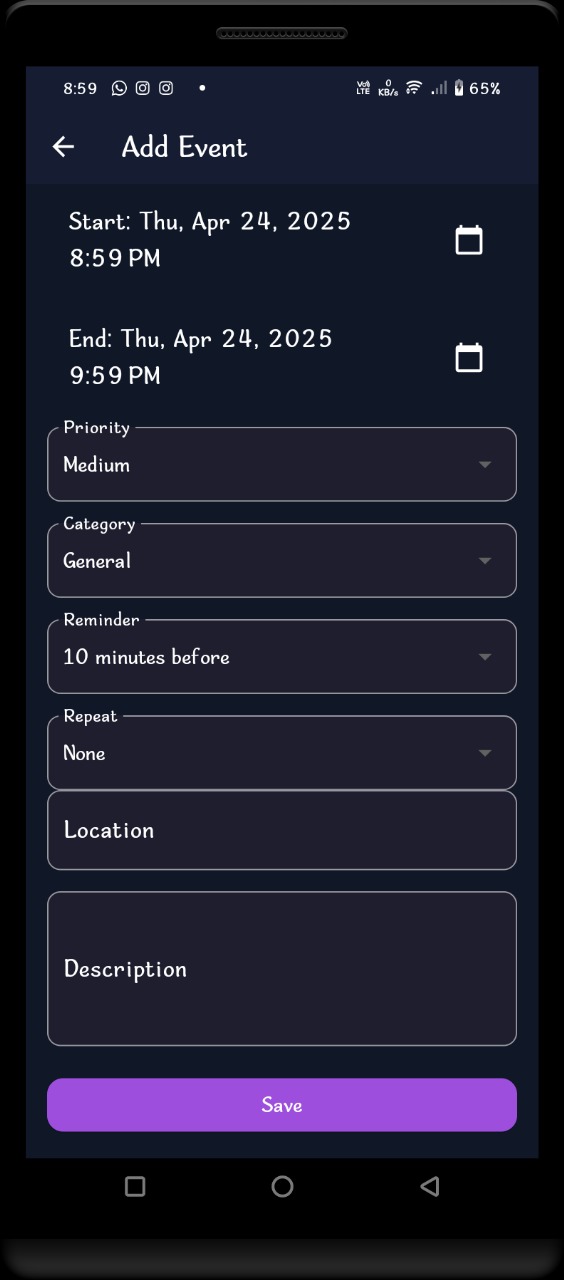 8:59 Vo) LTE 0 KB/s 65%
Add Event
Start: Thu, Apr 24, 2025
8:59 PM
End: Thu, Apr 24, 2025
9:59 PM
Priority
Medium
Category
General
Reminder
10 minutes before
Repeat
None
Location
Description
Save